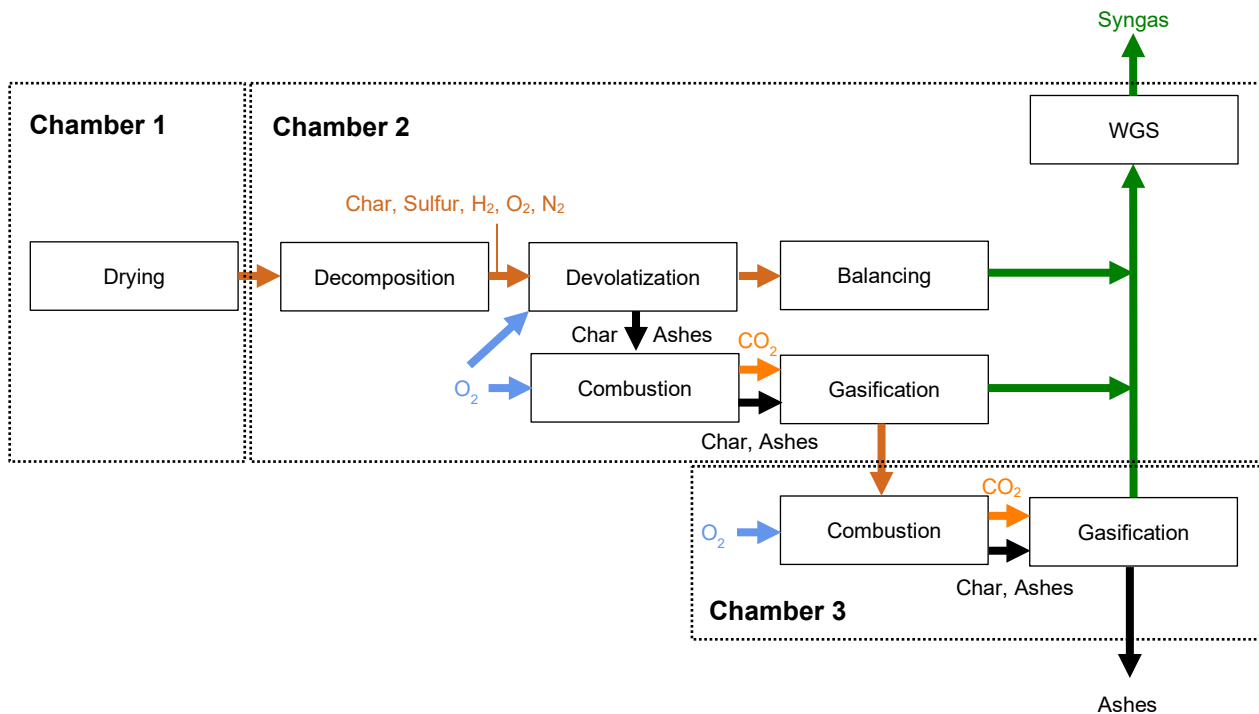 Syngas
Chamber 1
Chamber 2
WGS
Char, Sulfur, H₂, O₂, N₂
Drying
Decomposition
Devolatization
Balancing
Char
Ashes
CO₂
O₂
Combustion
Gasification
Char, Ashes
CO₂
O₂
Combustion
Gasification
Char, Ashes
Chamber 3
Ashes